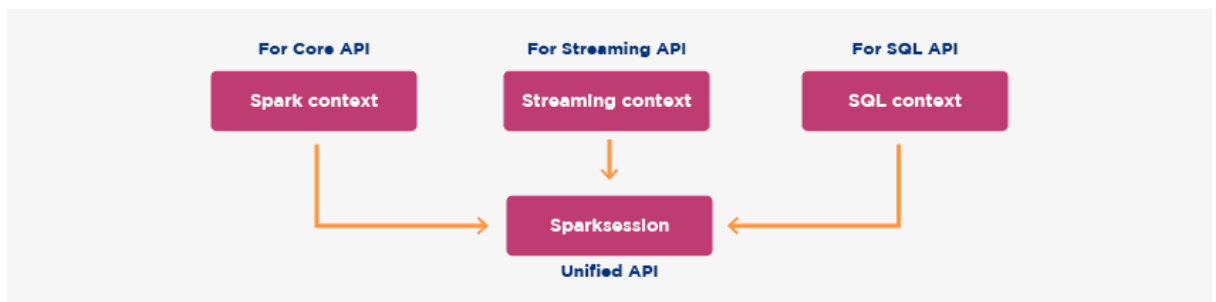 For Core API
For Streaming API
For SQL API
Spark context
Streaming context
SQL context
Sparksession
Unified API